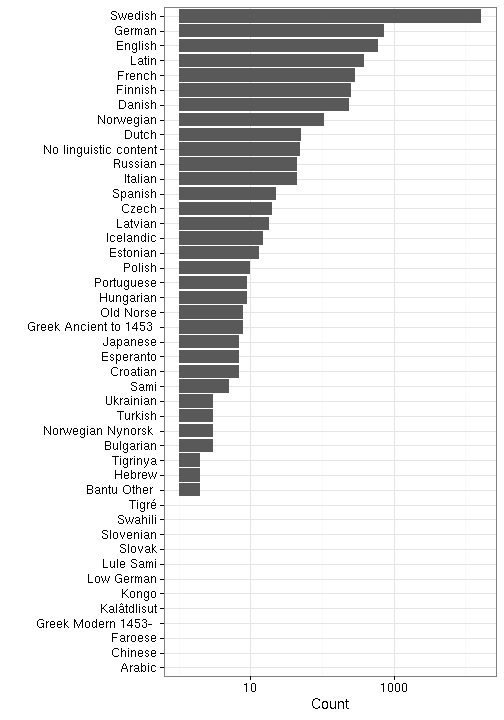 Swedish
German
English
Latin
French
Finnish
Danish
Norwegian
Dutch
No linguistic content
Russian
Italian
Spanish
Czech
Latvian
Icelandic
Estonian
Polish
Portuguese
Hungarian
Old Norse
Greek Ancient to 1453
Japanese
Esperanto
Croatian
Sami
Ukrainian
Turkish
Norwegian Nynorsk
Bulgarian
Tigrinya
Hebrew
Bantu Other
Tigré
Swahili
Slovenian
Slovak
Lule Sami
Low German
Kongo
Kalâtdlisut
Greek Modern 1453-
Faroese
Chinese
Arabic
10 1000
Count